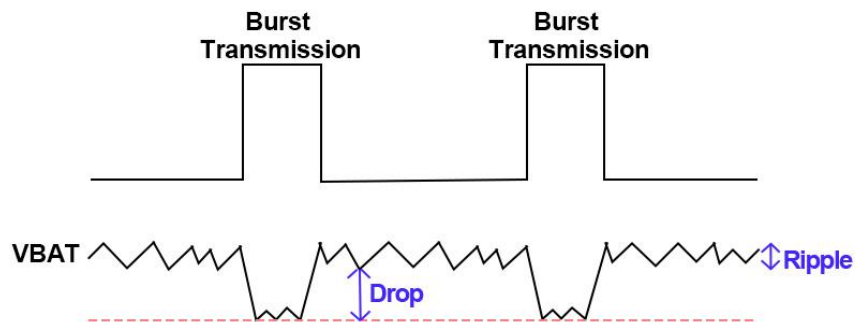 Burst
Transmission
Burst
Transmission
VBAT
Ripple
Drop